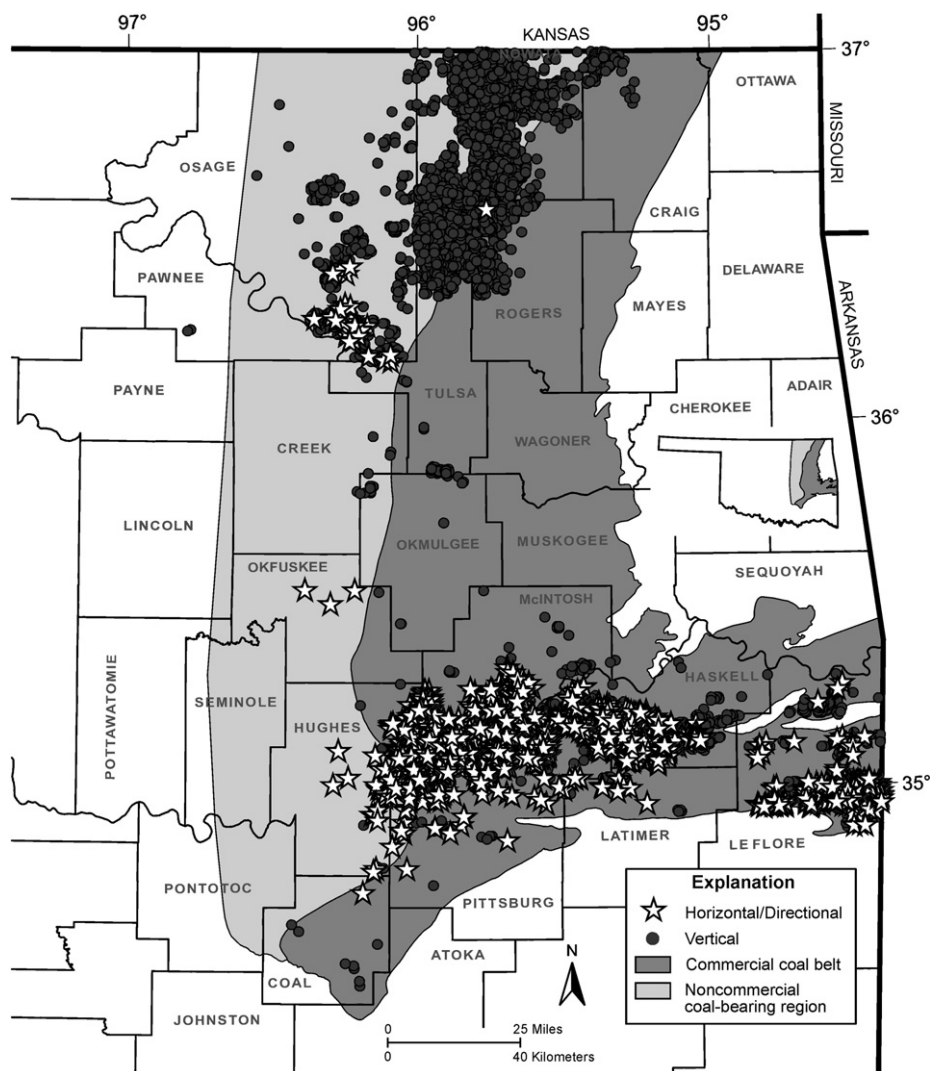 97°
96°
95°
KANSAS
37°
NOWATA
OTTAWA
MISSOURI
OSAGE
CRAIG
PAWNEE
DELAWARE
ROGERS
MAYES
ARKANSAS
PAYNE
TULSA
ADAIR
CHEROKEE
36°
CREEK
WAGONER
LINCOLN
OKMULGEE
MUSKOGEE
OKFUSKEE
SEQUOYAH
McINTOSH
POTTAWATOMIE
SEMINOLE
HASKELL
HUGHES
35°
LATIMER
LE FLORE
PONTOTOC
PITTSBURG
ATOKA
COAL
JOHNSTON
N
0 25 Miles
0 40 Kilometers
Explanation
Horizontal/Directional
Vertical
Commercial coal belt
Noncommercial
coal-bearing region